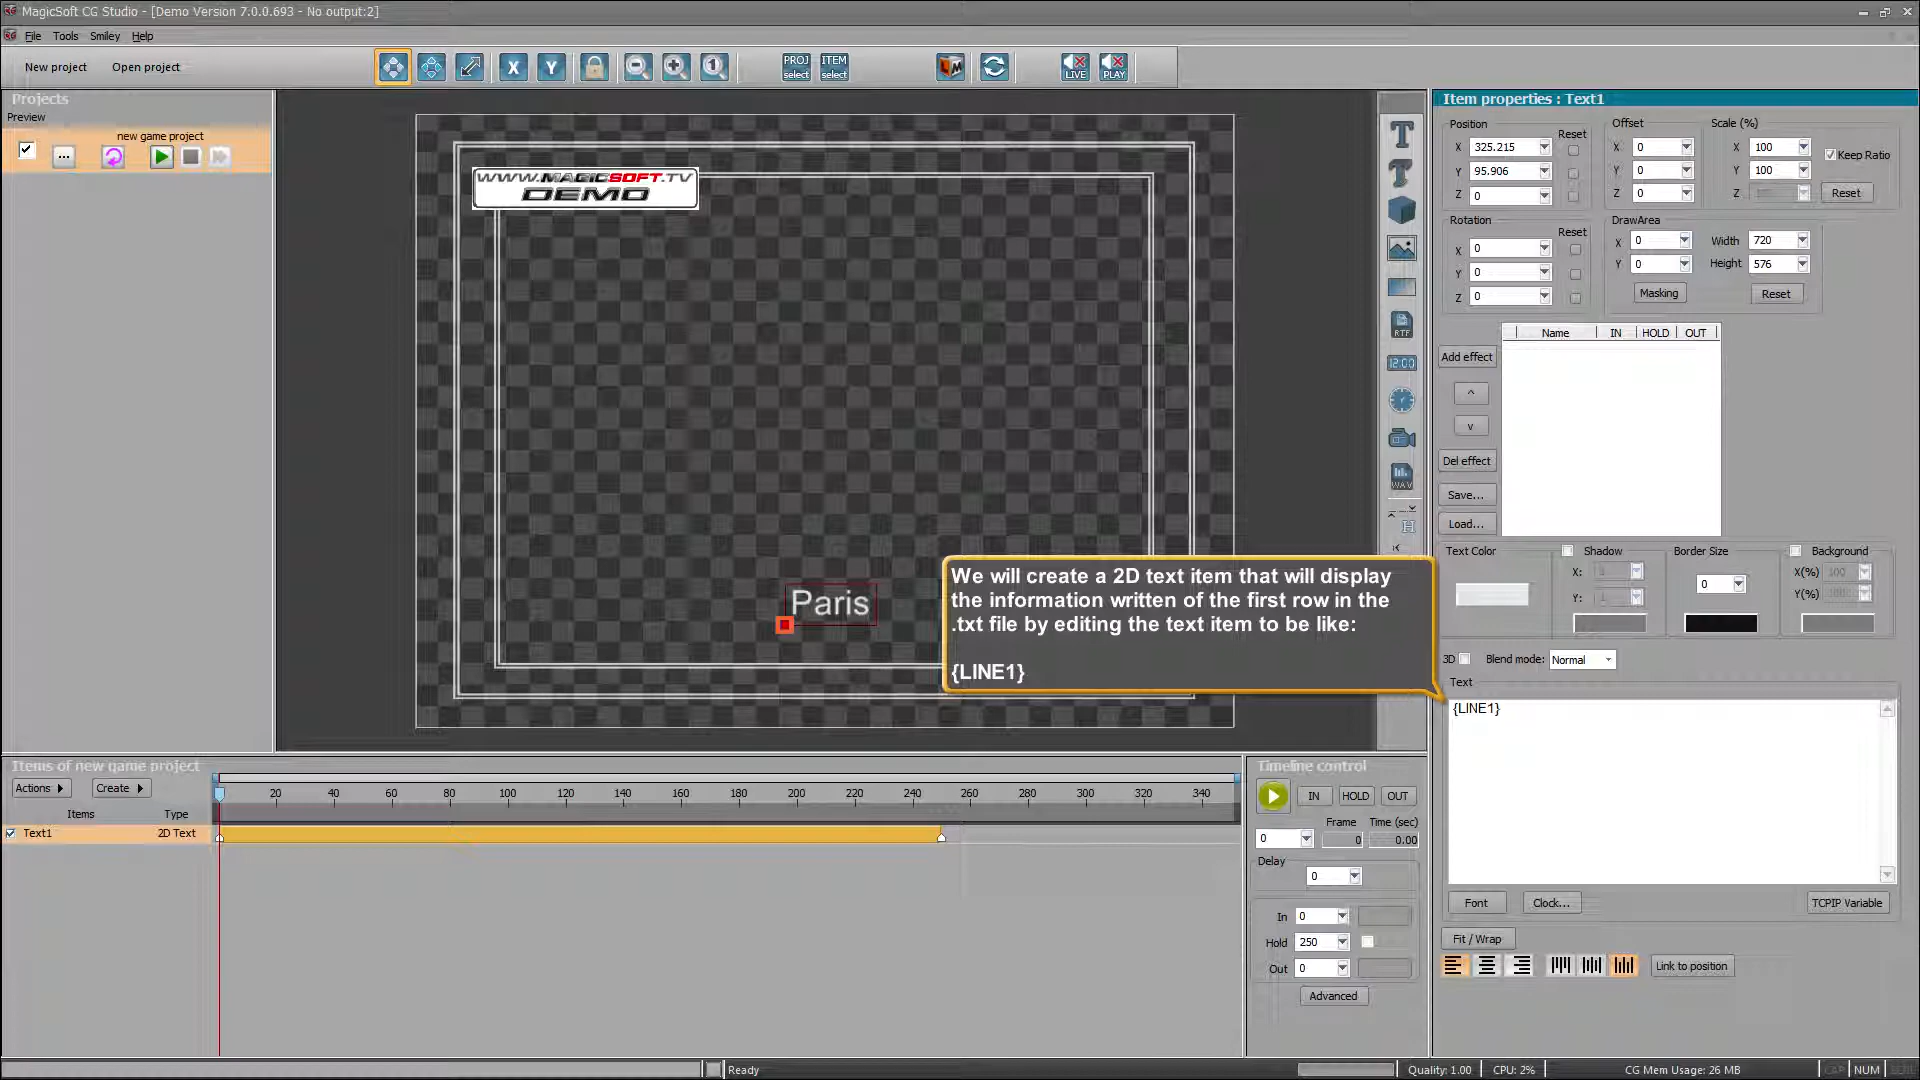 MagicSoft CG Studio - [Demo Version 7.0.0.693 - No output:2]
File Tools Smiley Help
New project Open project
X Y
PROJ select ITEM select
LIVE PLAY
Projects
Preview
new game project
...
WWW.MAGICSOFT.TV
DEMO
Paris
We will create a 2D text item that will display
the information written of the first row in the
.txt file by editing the text item to be like:
{LINE1}
RTF
12:00
WAV
H
Item properties : Text1
Position Reset Offset Scale (%)
X 325.215 X 0 X 100 Keep Ratio
Y 95.906 Y 0 Y 100
Z 0 Z 0 Z Reset
Rotation Reset DrawArea
X 0 X 0 Width 720
Y 0 Y 0 Height 576
Z 0 Masking Reset
Name IN HOLD OUT
Add effect
^
v
Del effect
Save...
Load...
Text Color Shadow Border Size Background
X: X(%) 100
Y: 0 Y(%)
3D Blend mode: Normal
Text
{LINE1}
Font Clock... TCPIP Variable
Fit / Wrap
Link to position
Items of new game project
Actions Create
20 40 60 80 100 120 140 160 180 200 220 240 260 280 300 320 340
Items Type
Text1 2D Text
Timeline control
IN HOLD OUT
Frame Time (sec)
0 0 0.00
Delay
0
In 0
Hold 250
Out 0
Advanced
Ready Quality: 1.00 CPU: 2% CG Mem Usage: 26 MB CAP NUM